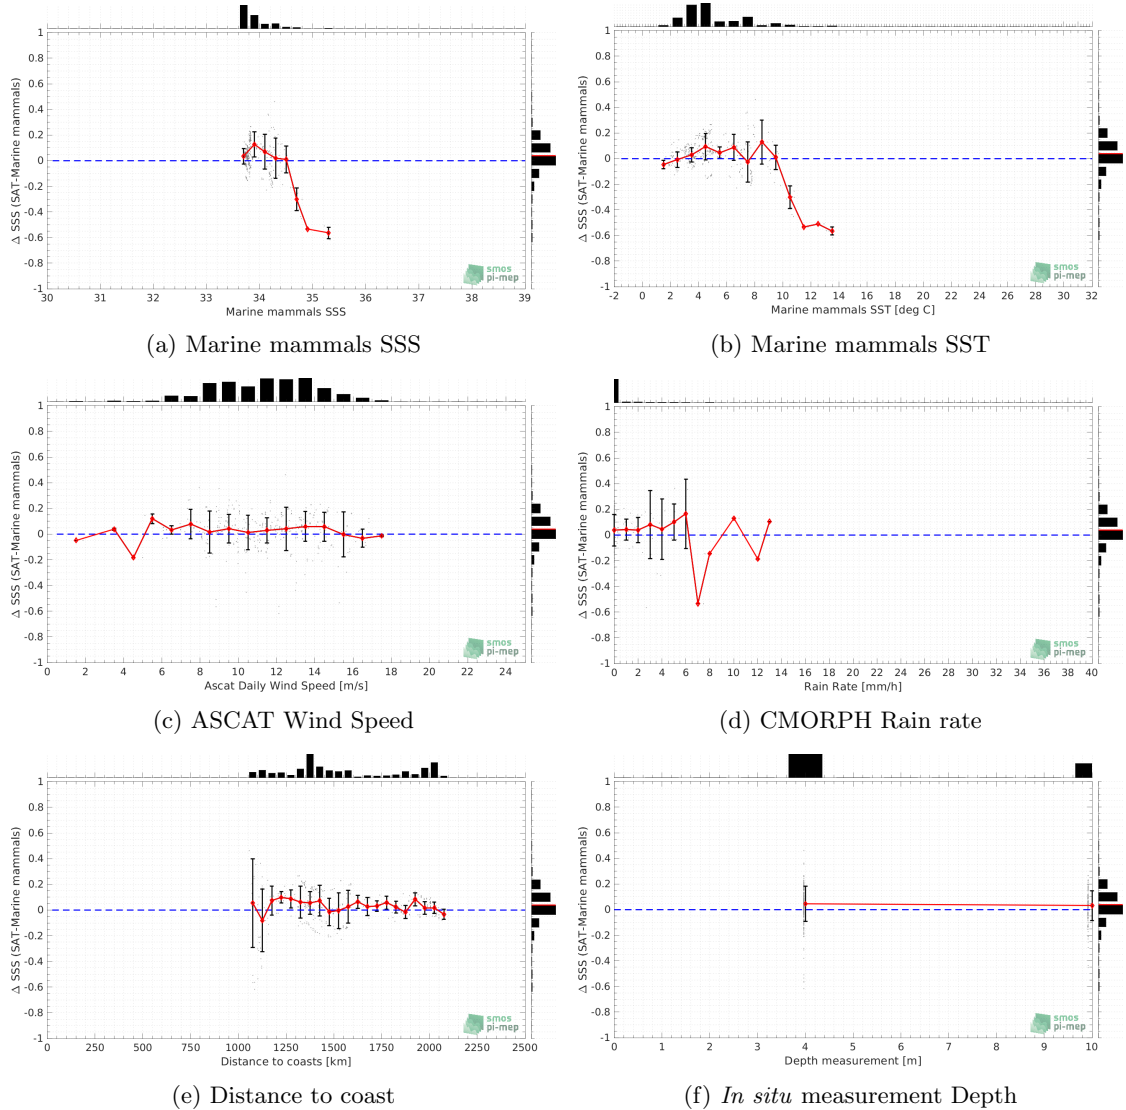 1
0.8
0.6
0.4
0.2
0
-0.2
-0.4
-0.6
-0.8
-1
Δ SSS (SAT-Marine mammals)
30 31 32 33 34 35 36 37 38 39
Marine mammals SSS
smos
pi-mep
(a) Marine mammals SSS
1
0.8
0.6
0.4
0.2
0
-0.2
-0.4
-0.6
-0.8
-1
Δ SSS (SAT-Marine mammals)
-2 0 2 4 6 8 10 12 14 16 18 20 22 24 26 28 30 32
Marine mammals SST [deg C]
smos
pi-mep
(b) Marine mammals SST
1
0.8
0.6
0.4
0.2
0
-0.2
-0.4
-0.6
-0.8
-1
Δ SSS (SAT-Marine mammals)
0 2 4 6 8 10 12 14 16 18 20 22 24
Ascat Daily Wind Speed [m/s]
smos
pi-mep
(c) ASCAT Wind Speed
1
0.8
0.6
0.4
0.2
0
-0.2
-0.4
-0.6
-0.8
-1
Δ SSS (SAT-Marine mammals)
0 2 4 6 8 10 12 14 16 18 20 22 24 26 28 30 32 34 36 38 40
Rain Rate [mm/h]
smos
pi-mep
(d) CMORPH Rain rate
1
0.8
0.6
0.4
0.2
0
-0.2
-0.4
-0.6
-0.8
-1
Δ SSS (SAT-Marine mammals)
0 250 500 750 1000 1250 1500 1750 2000 2250 2500
Distance to coasts [km]
smos
pi-mep
(e) Distance to coast
1
0.8
0.6
0.4
0.2
0
-0.2
-0.4
-0.6
-0.8
-1
Δ SSS (SAT-Marine mammals)
0 1 2 3 4 5 6 7 8 9 10
Depth measurement [m]
smos
pi-mep
(f) In situ measurement Depth